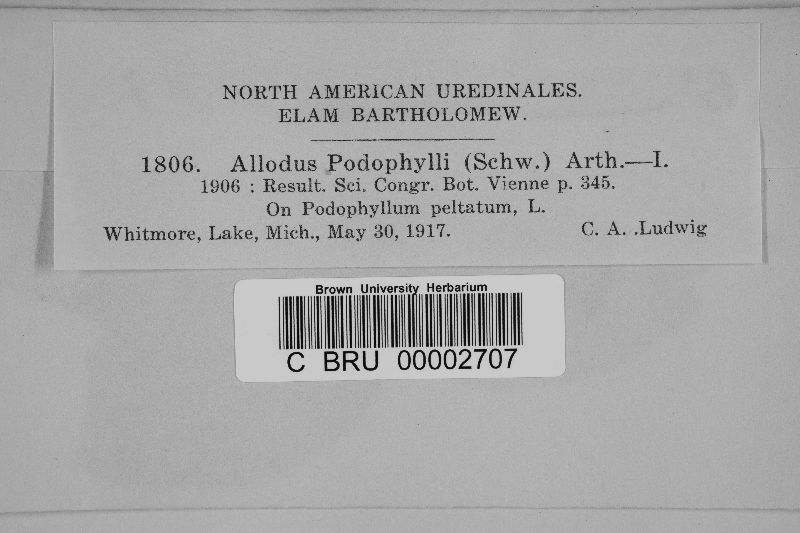 NORTH AMERICAN UREDINALES.
ELAM BARTHOLOMEW.
1806. Allodus Podophylli (Schw.) Arth.—I.
1906 : Result. Sci. Congr. Bot. Vienne p. 345.
On Podophyllum peltatum, L.
Whitmore, Lake, Mich., May 30, 1917. C. A. .Ludwig
Brown University Herbarium
C BRU 00002707